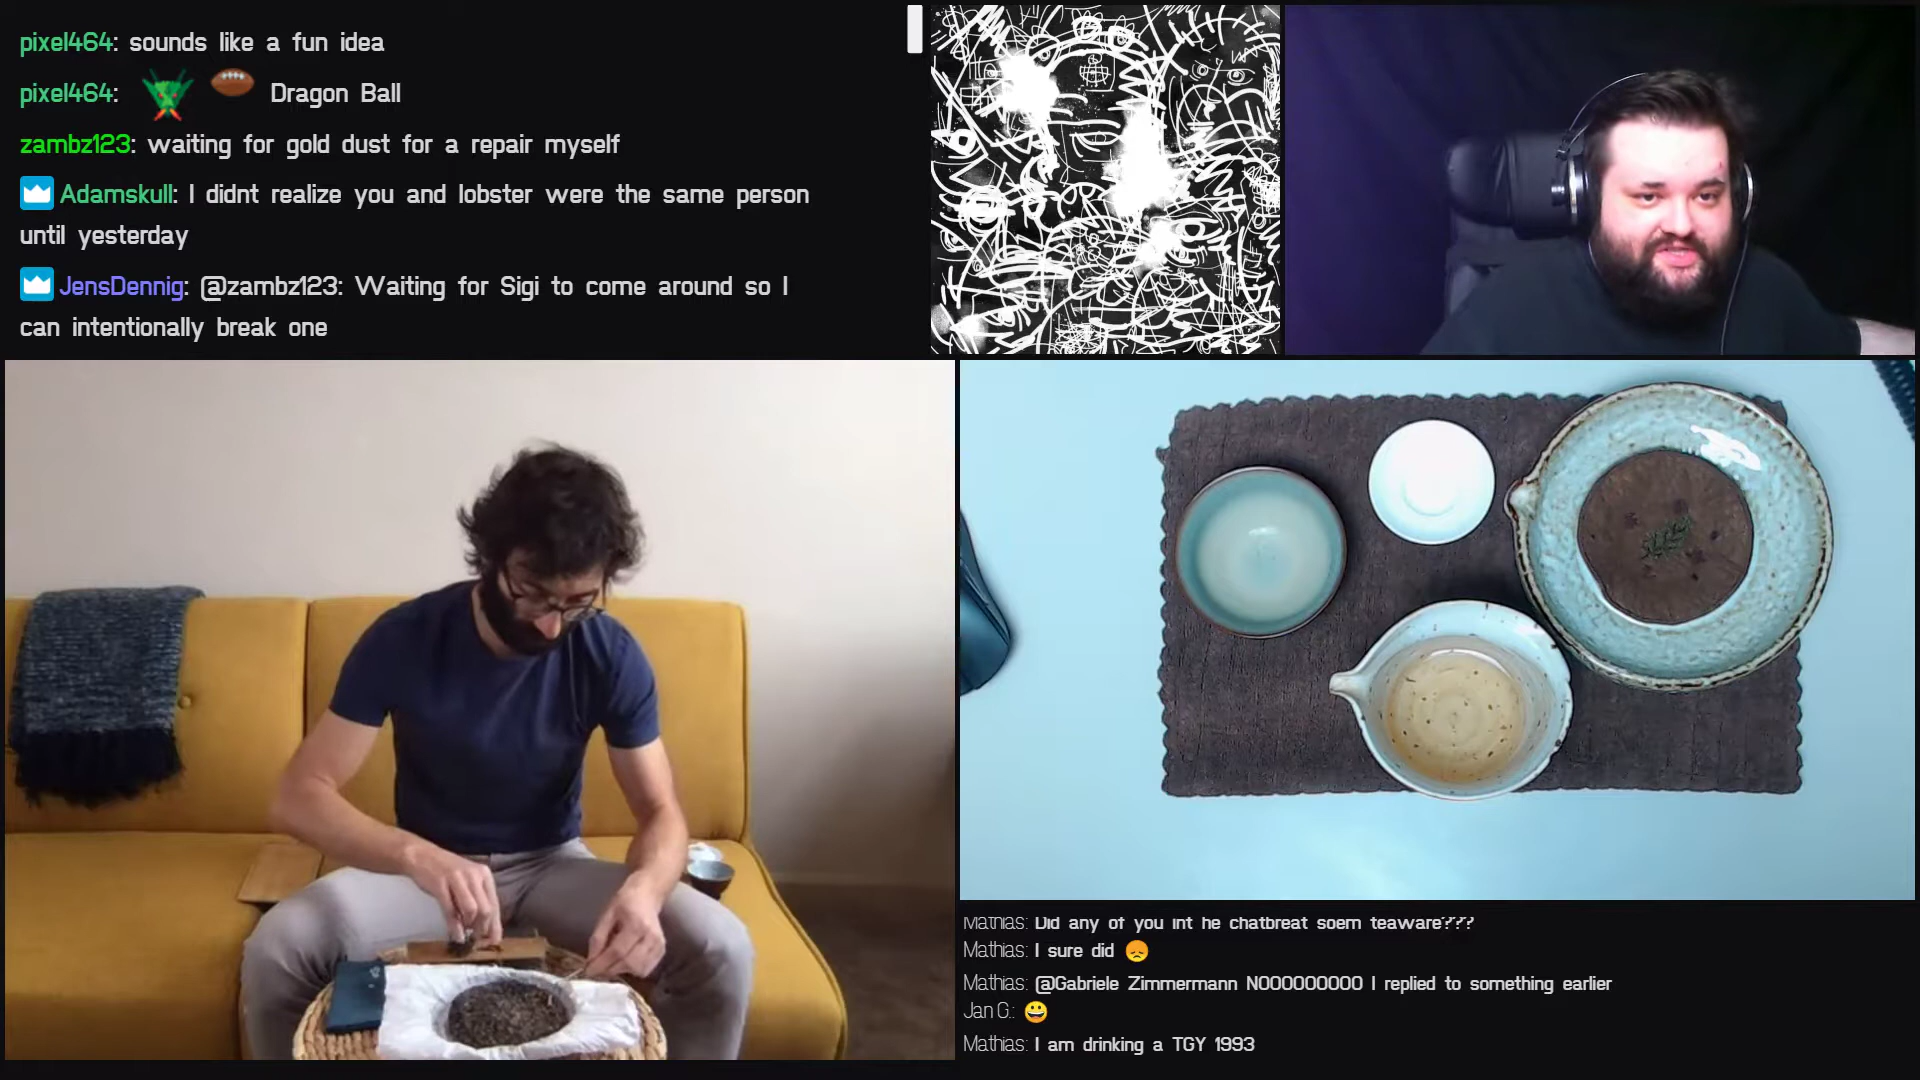 pixel464: sounds like a fun idea
pixel464: Dragon Ball
zambz123: waiting for gold dust for a repair myself
Adamskull: I didnt realize you and lobster were the same person
until yesterday
JensDennig: @zambz123: Waiting for Sigi to come around so I
can intentionally break one
Mathias: Did any of you int he chatbreat soem teaware???
Mathias: I sure did 😞
Mathias: @Gabriele Zimmermann NOOOOOOOOO I replied to something earlier
Jan G.: 😀
Mathias: I am drinking a TGY 1993